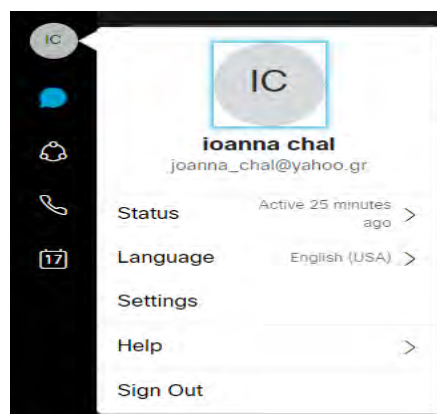 IC
IC
ioanna chal
joanna_chal@yahoo.gr
Status Active 25 minutes ago >
Language English (USA) >
17
Settings
Help >
Sign Out